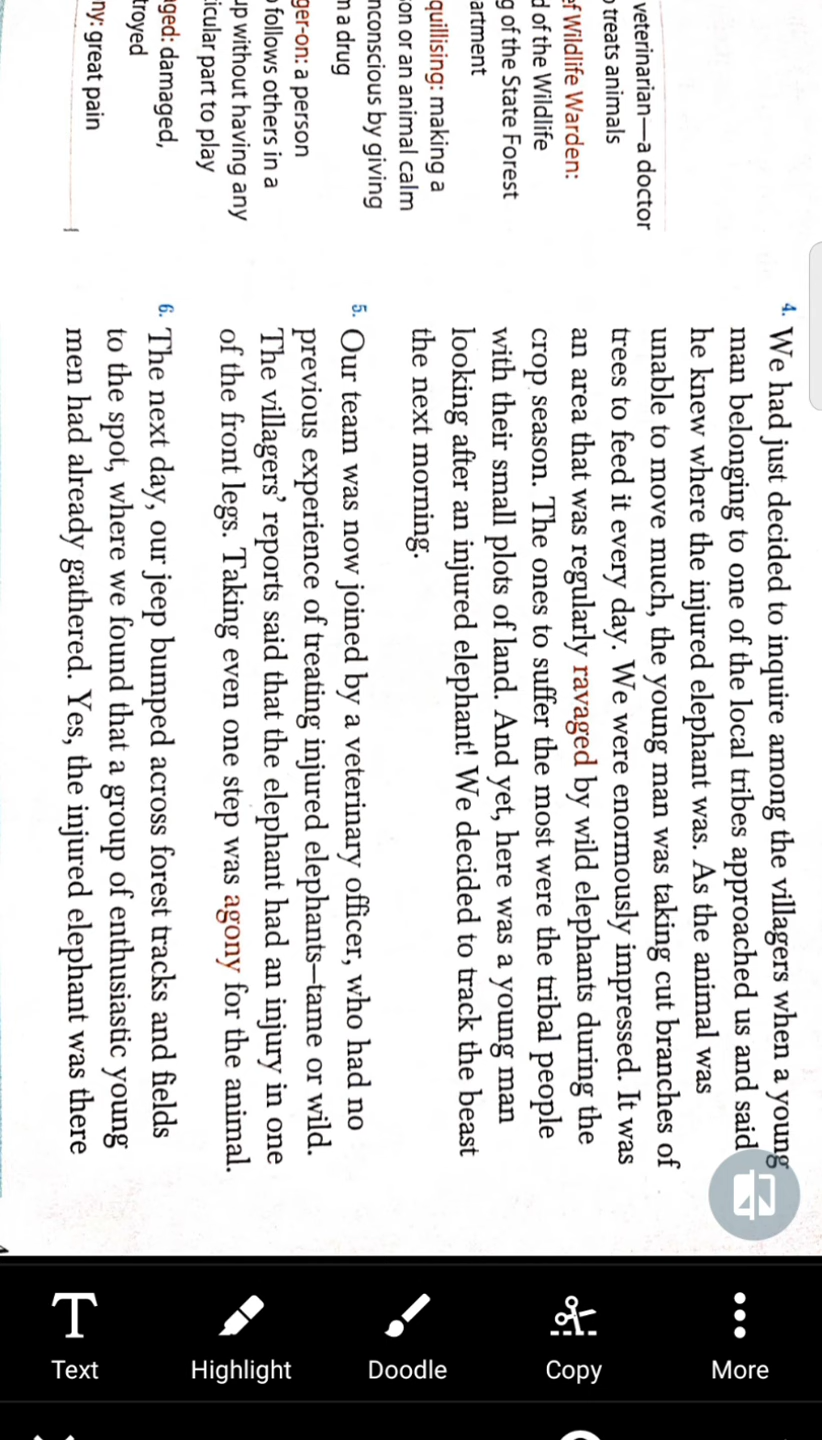 veterinarian—a doctor
treats animals
Wildlife Warden:
of the Wildlife
of the State Forest
making a
or an animal calm
by giving
a drug
a person
follows others in a
without having any
part to play
damaged,
great pain
4. We had just decided to inquire among the villagers when a young
man belonging to one of the local tribes approached us and said
he knew where the injured elephant was. As the animal was
unable to move much, the young man was taking cut branches of
trees to feed it every day. We were enormously impressed. It was
an area that was regularly ravaged by wild elephants during the
crop season. The ones to suffer the most were the tribal people
with their small plots of land. And yet, here was a young man
looking after an injured elephant! We decided to track the beast
the next morning.
5. Our team was now joined by a veterinary officer, who had no
previous experience of treating injured elephants—tame or wild.
The villagers' reports said that the elephant had an injury in one
of the front legs. Taking even one step was agony for the animal.
6. The next day, our jeep bumped across forest tracks and fields
to the spot, where we found that a group of enthusiastic young
men had already gathered. Yes, the injured elephant was there
Text Highlight Doodle Copy More